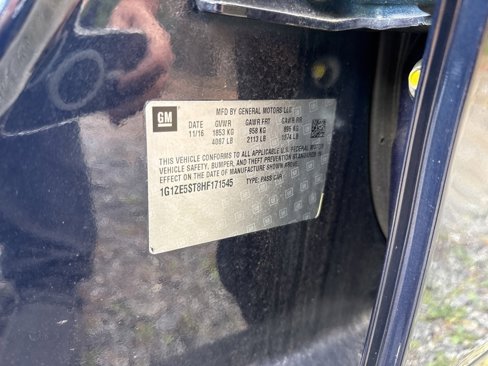 GM
MFD BY GENERAL MOTORS LLC
DATE GVWR GAWR FRT GAWR RR
11/16 1853 KG 958 KG 895 KG
4087 LB 2113 LB 1974 LB
THIS VEHICLE CONFORMS TO ALL APPLICABLE U.S. FEDERAL MOTOR
VEHICLE SAFETY, BUMPER, AND THEFT PREVENTION STANDARDS IN
EFFECT ON THE DATE OF MANUFACTURE SHOWN ABOVE.
1G1ZE5ST8HF171545 TYPE: PASS CAR